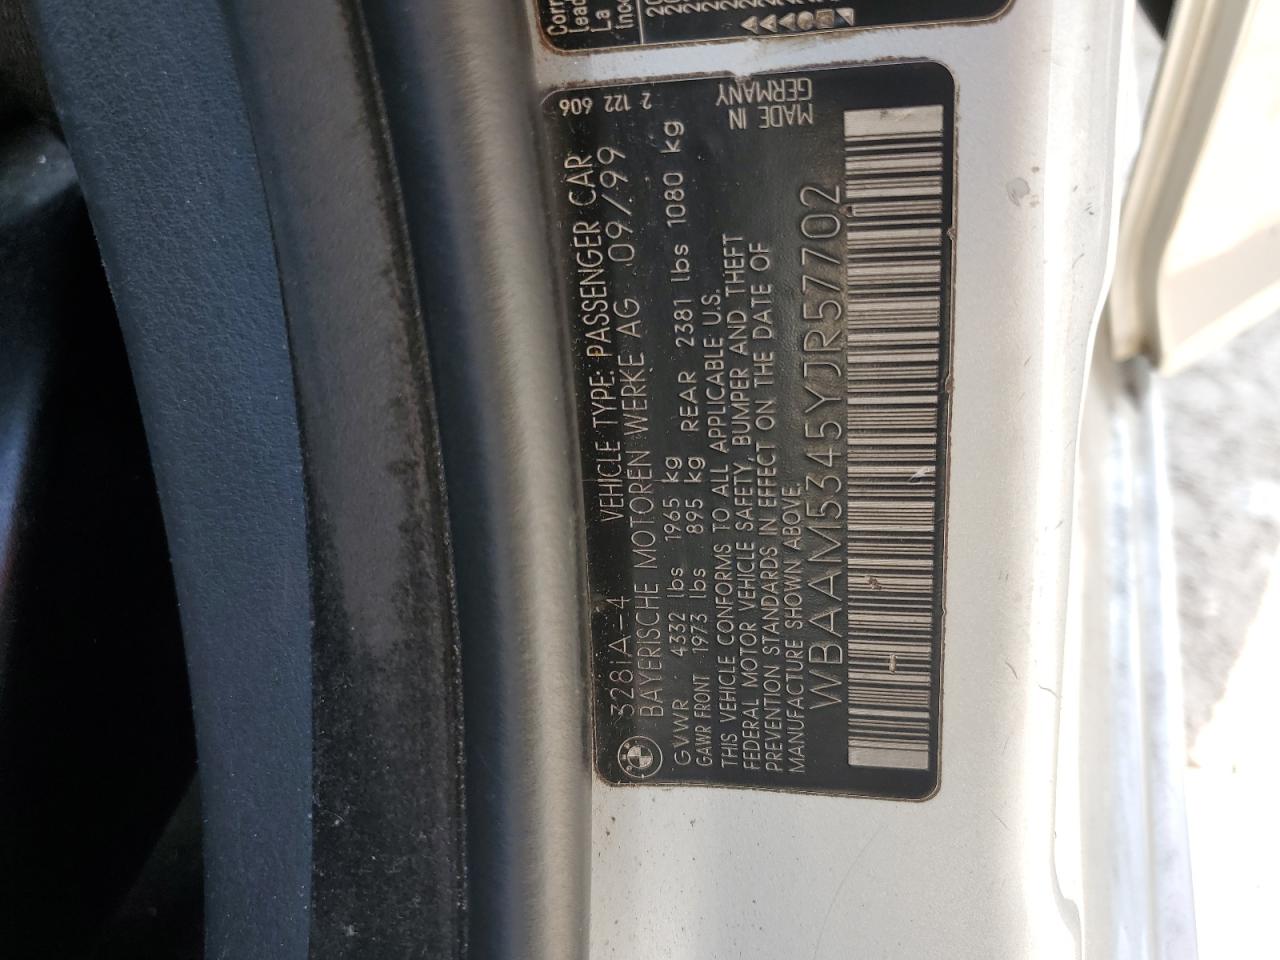 328iA-4 VEHICLE TYPE: PASSENGER CAR
BAYERISCHE MOTOREN WERKE AG 09/99
GVWR 4332 lbs 1965 kg
GAWR FRONT 1973 lbs 895 kg REAR 2381 lbs 1080 kg
THIS VEHICLE CONFORMS TO ALL APPLICABLE U.S.
FEDERAL MOTOR VEHICLE SAFETY, BUMPER AND THEFT
PREVENTION STANDARDS IN EFFECT ON THE DATE OF
MANUFACTURE SHOWN ABOVE.
WBAAM5345YJR57702
2 122 606
MADE IN
GERMANY
La